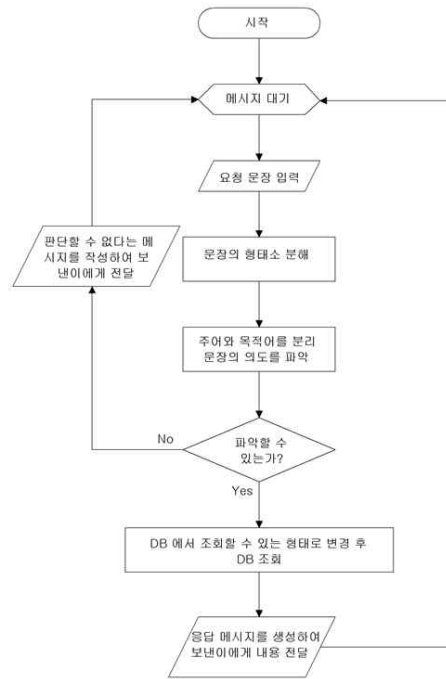 시작
메시지 대기
요청 문장 입력
판단할 수 없다는 메
시지를 작성하여 보
낸이에게 전달
문장의 형태소 분해
주어와 목적어를 분리
문장의 의도를 파악
No
파악할 수
있는가?
Yes
DB 에서 조회할 수 있는 형태로 변경 후
DB 조회
응답 메시지를 생성하여
보낸이에게 내용 전달